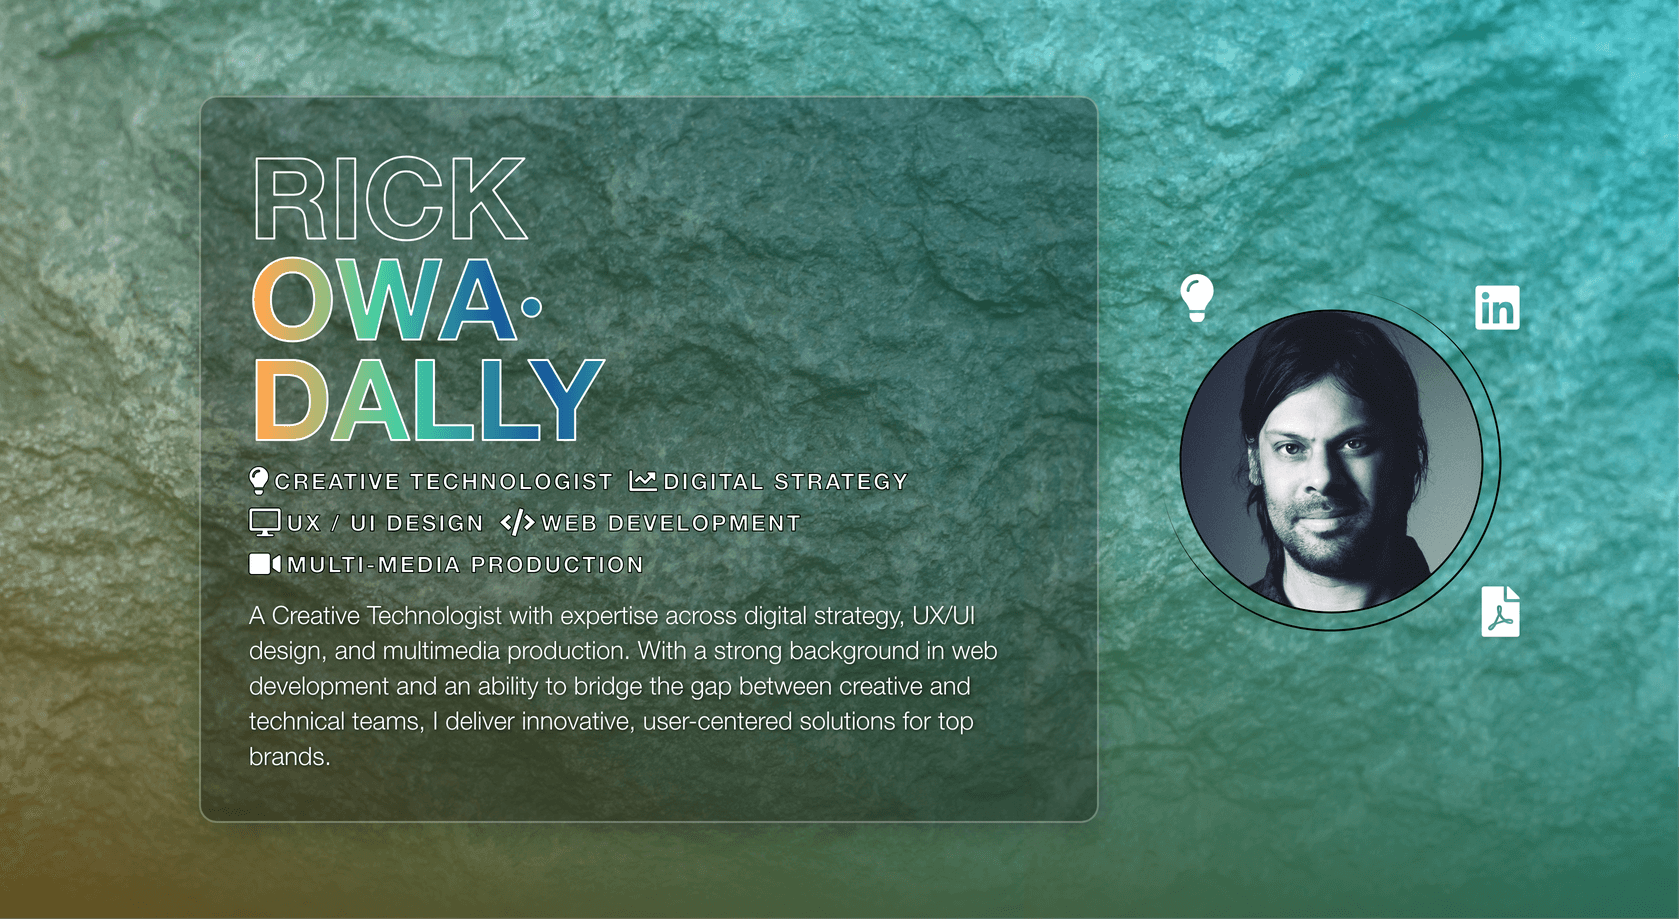 RICK
OWA·
DALLY
CREATIVE TECHNOLOGIST DIGITAL STRATEGY
UX / UI DESIGN </> WEB DEVELOPMENT
MULTI-MEDIA PRODUCTION
A Creative Technologist with expertise across digital strategy, UX/UI
design, and multimedia production. With a strong background in web
development and an ability to bridge the gap between creative and
technical teams, I deliver innovative, user-centered solutions for top
brands.
in